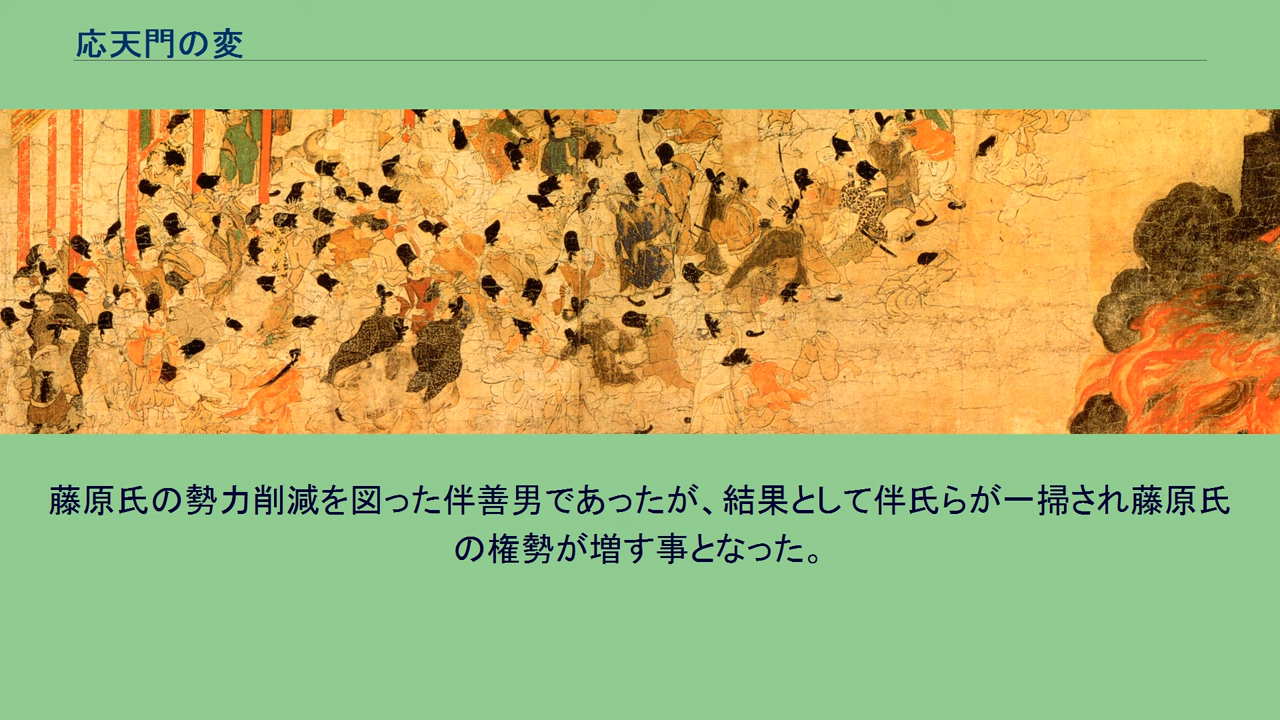 応天門の変
藤原氏の勢力削減を図った伴善男であったが、結果として伴氏らが一掃され藤原氏
の権勢が増す事となった。